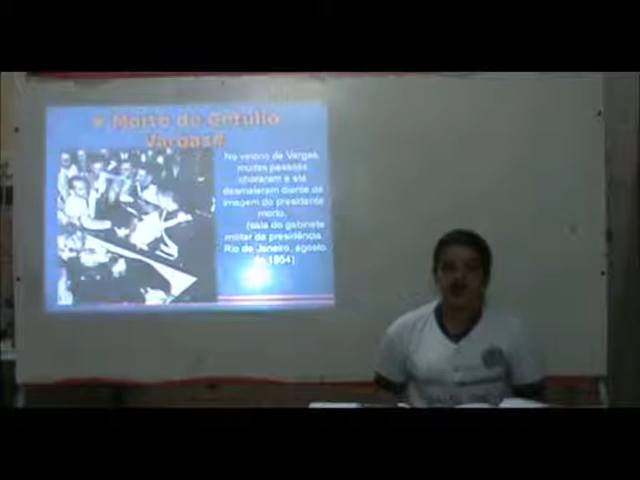 # Morte de Getulio
Vargas#
No velório de Vargas,
muitas pessoas
choraram e até
desmaiaram diante da
imagem do presidente
morto.
(sala do gabinete
militar da presidência.
Rio de Janeiro, agosto
de 1954)